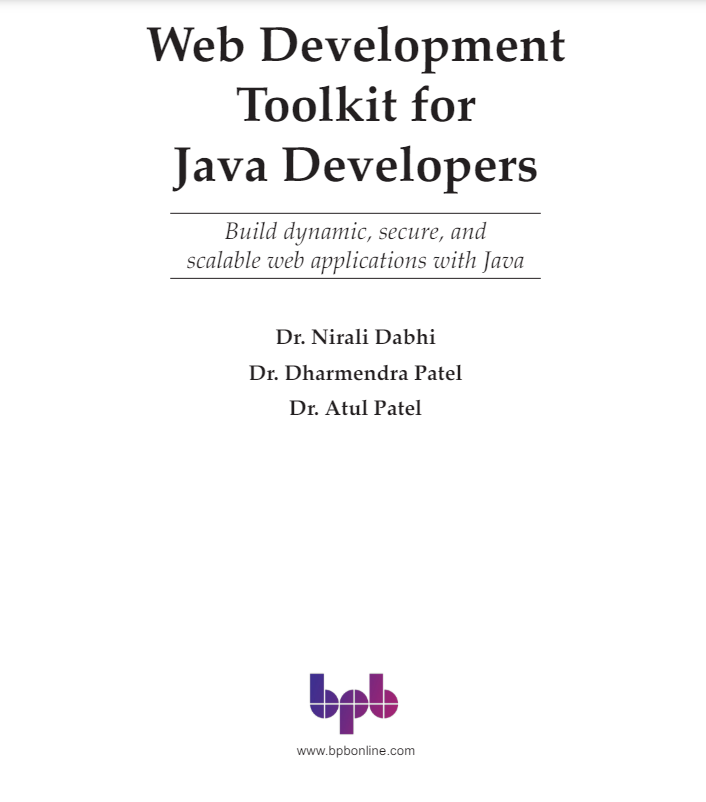 Web Development
Toolkit for
Java Developers
Build dynamic, secure, and
scalable web applications with Java
Dr. Nirali Dabhi
Dr. Dharmendra Patel
Dr. Atul Patel
bpb
www.bpbonline.com